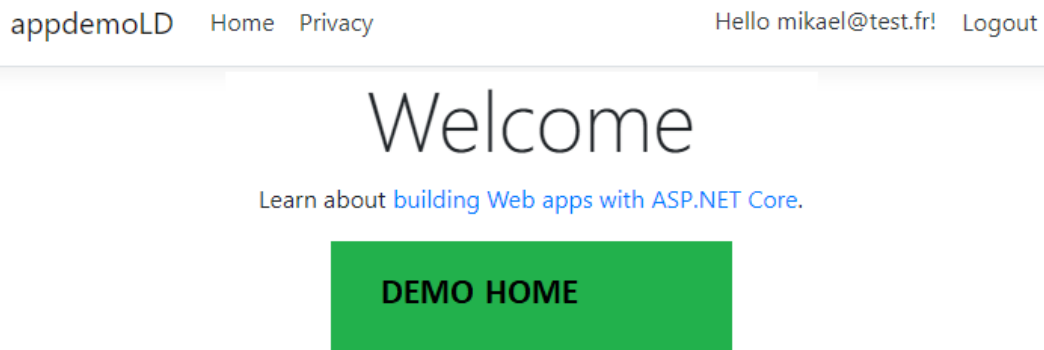 appdemoLD Home Privacy Hello mikael@test.fr! Logout
Welcome
Learn about building Web apps with ASP.NET Core.
DEMO HOME